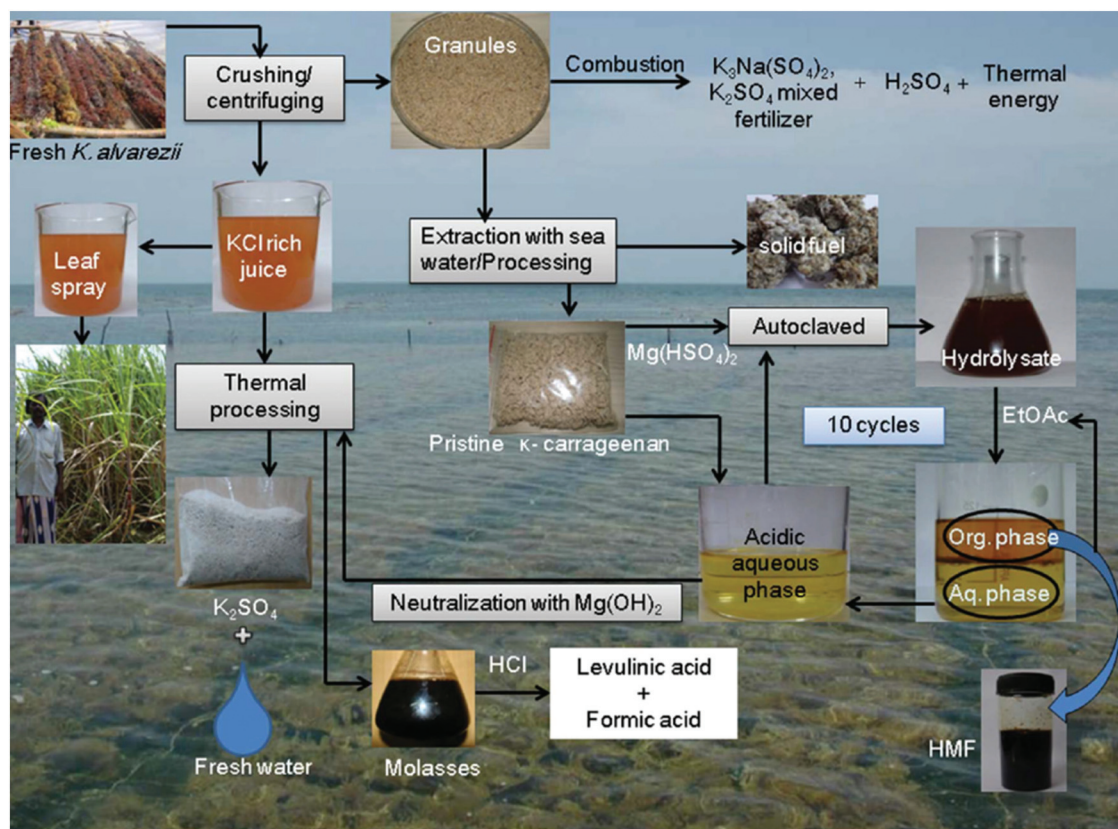 Fresh K. alvarezii
Crushing/
centrifuging
Granules
Combustion
K₃Na(SO₄)₂,
K₂SO₄ mixed
fertilizer
+
H₂SO₄
+
Thermal
energy
Leaf
spray
KCl rich
juice
Extraction with sea
water/Processing
solid fuel
Thermal
processing
Pristine κ- carrageenan
Mg(HSO₄)₂
Autoclaved
Hydrolysate
10 cycles
EtOAc
Org. phase
Aq. phase
Acidic
aqueous
phase
Neutralization with Mg(OH)₂
K₂SO₄
+
Fresh water
Molasses
HCl
Levulinic acid
+
Formic acid
HMF